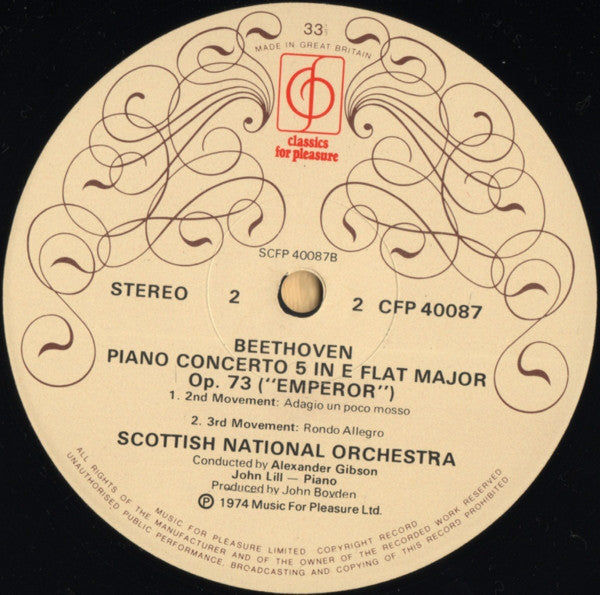 33⅓
MADE IN GREAT BRITAIN
classics
for pleasure
SCFP 40087B
STEREO 2 2 CFP 40087
BEETHOVEN
PIANO CONCERTO 5 IN E FLAT MAJOR
Op. 73 ("EMPEROR")
1. 2nd Movement: Adagio un poco mosso
2. 3rd Movement: Rondo Allegro
SCOTTISH NATIONAL ORCHESTRA
Conducted by Alexander Gibson
John Lill — Piano
Produced by John Boyden
Ⓟ 1974 Music For Pleasure Ltd.
MUSIC FOR PLEASURE LIMITED COPYRIGHT RECORD
ALL RIGHTS OF THE MANUFACTURER AND OF THE OWNER OF THE RECORDED WORK RESERVED
UNAUTHORISED PUBLIC PERFORMANCE, BROADCASTING AND COPYING OF THIS RECORD PROHIBITED